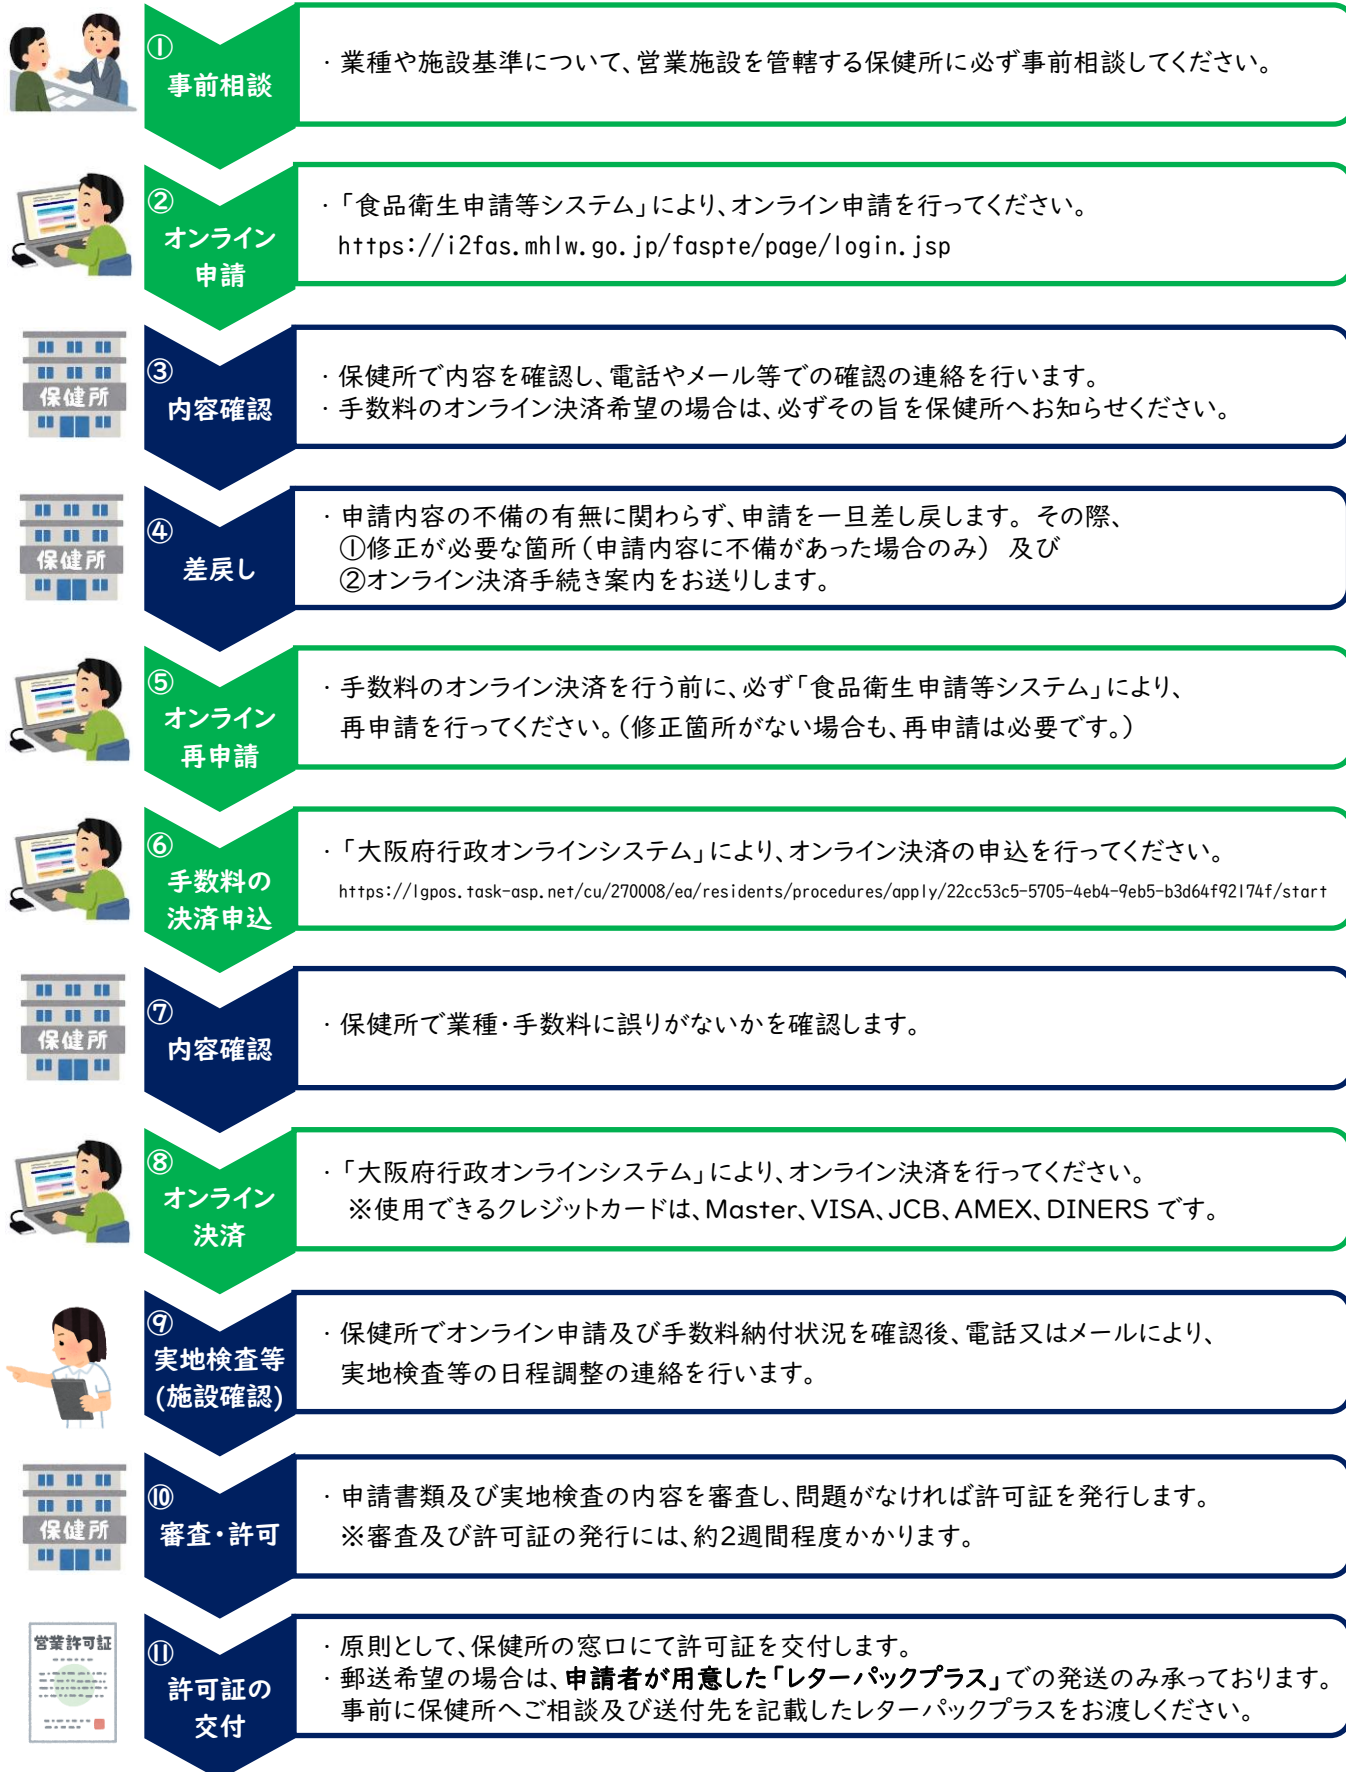 ①
事前相談
・業種や施設基準について、営業施設を管轄する保健所に必ず事前相談してください。
②
オンライン
申請
・「食品衛生申請等システム」により、オンライン申請を行ってください。
https://i2fas.mhlw.go.jp/faspte/page/login.jsp
保健所
③
内容確認
・保健所で内容を確認し、電話やメール等での確認の連絡を行います。
・手数料のオンライン決済希望の場合は、必ずその旨を保健所へお知らせください。
保健所
④
差戻し
・申請内容の不備の有無に関わらず、申請を一旦差し戻します。その際、
①修正が必要な箇所（申請内容に不備があった場合のみ） 及び
②オンライン決済手続き案内をお送りします。
⑤
オンライン
再申請
・手数料のオンライン決済を行う前に、必ず「食品衛生申請等システム」により、
再申請を行ってください。（修正箇所がない場合も、再申請は必要です。）
⑥
手数料の
決済申込
・「大阪府行政オンラインシステム」により、オンライン決済の申込を行ってください。
https://lgpos.task-asp.net/cu/270008/ea/residents/procedures/apply/22cc53c5-5705-4eb4-9eb5-b3d64f92174f/start
保健所
⑦
内容確認
・保健所で業種・手数料に誤りがないかを確認します。
⑧
オンライン
決済
・「大阪府行政オンラインシステム」により、オンライン決済を行ってください。
※使用できるクレジットカードは、Master、VISA、JCB、AMEX、DINERS です。
⑨
実地検査等
(施設確認)
・保健所でオンライン申請及び手数料納付状況を確認後、電話又はメールにより、
実地検査等の日程調整の連絡を行います。
保健所
⑩
審査・許可
・申請書類及び実地検査の内容を審査し、問題がなければ許可証を発行します。
※審査及び許可証の発行には、約2週間程度かかります。
営業許可証
⑪
許可証の
交付
・原則として、保健所の窓口にて許可証を交付します。
・郵送希望の場合は、申請者が用意した「レターパックプラス」での発送のみ承っております。
事前に保健所へご相談及び送付先を記載したレターパックプラスをお渡しください。